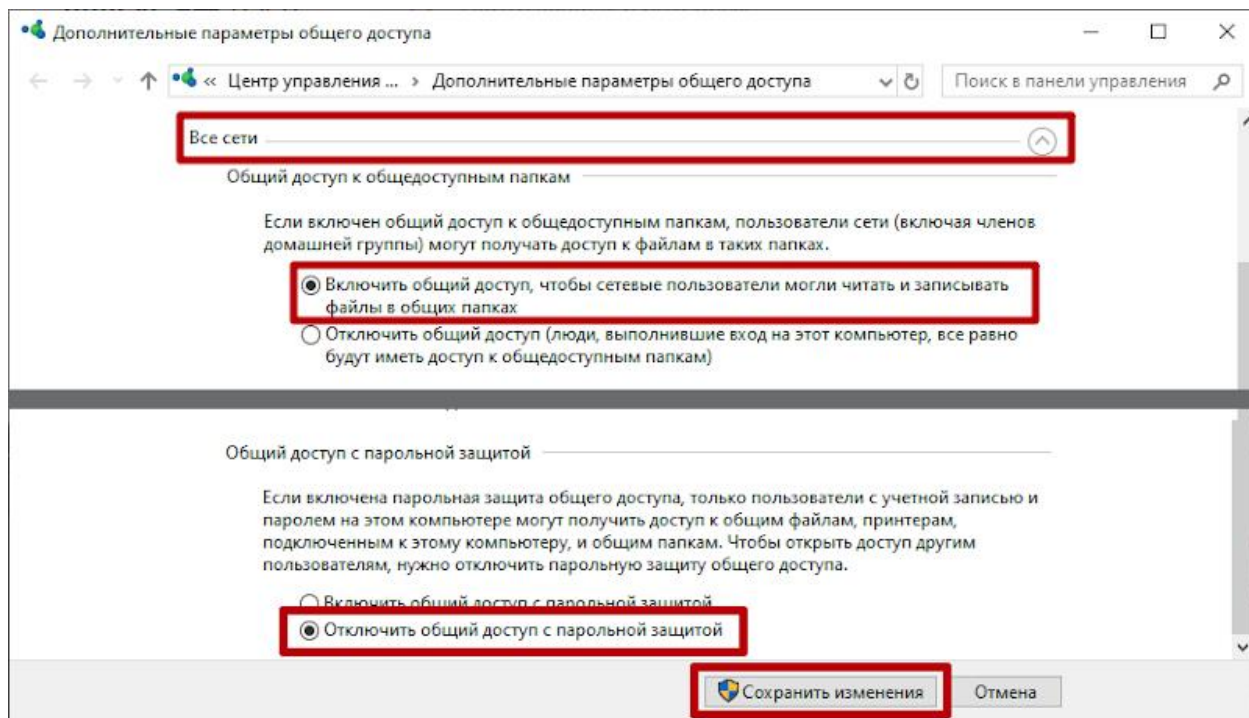 Дополнительные параметры общего доступа
« Центр управления ... › Дополнительные параметры общего доступа
Поиск в панели управления
Все сети
Общий доступ к общедоступным папкам
Если включен общий доступ к общедоступным папкам, пользователи сети (включая членов
домашней группы) могут получать доступ к файлам в таких папках.
Включить общий доступ, чтобы сетевые пользователи могли читать и записывать
файлы в общих папках
Отключить общий доступ (люди, выполнившие вход на этот компьютер, все равно
будут иметь доступ к общедоступным папкам)
Общий доступ с парольной защитой
Если включена парольная защита общего доступа, только пользователи с учетной записью и
паролем на этом компьютере могут получить доступ к общим файлам, принтерам,
подключенным к этому компьютеру, и общим папкам. Чтобы открыть доступ другим
пользователям, нужно отключить парольную защиту общего доступа.
Включить общий доступ с парольной защитой
Отключить общий доступ с парольной защитой
Сохранить изменения
Отмена